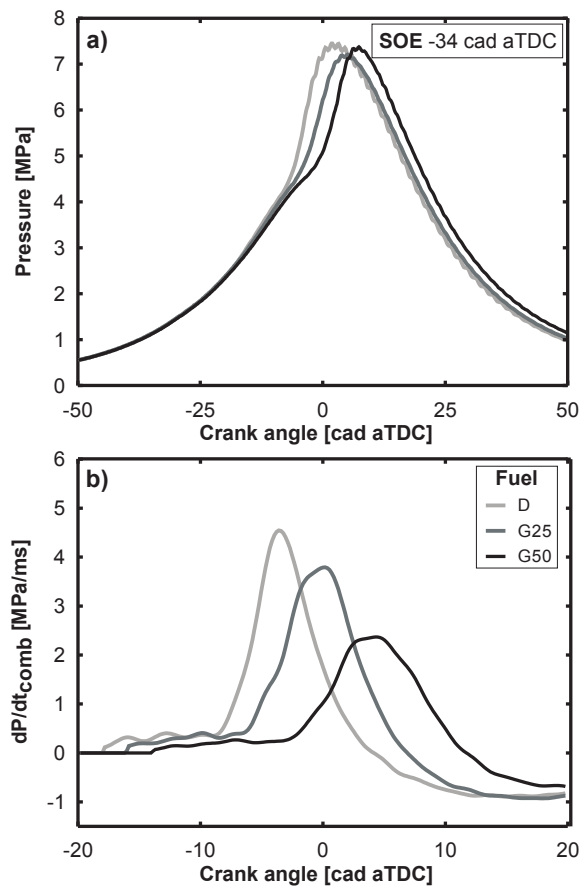 a)
SOE -34 cad aTDC
8
7
6
5
4
3
2
1
0
Pressure [MPa]
-50 -25 0 25 50
Crank angle [cad aTDC]
b)
Fuel
D
G25
G50
6
5
4
3
2
1
0
-1
dP/dtcomb [MPa/ms]
-20 -10 0 10 20
Crank angle [cad aTDC]